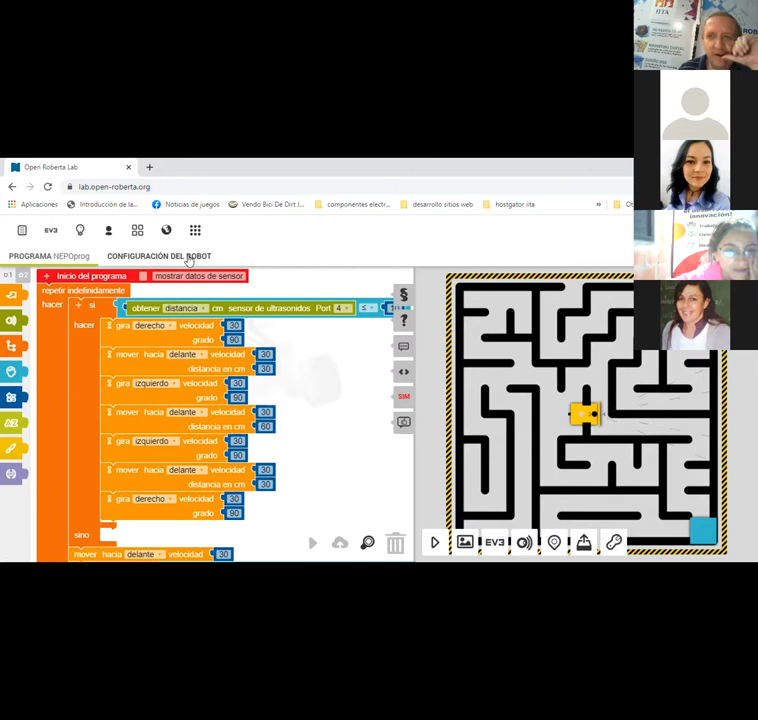 Open Roberta Lab
lab.open-roberta.org
Aplicaciones Introducción de la... Noticias de juegos Vendo Bici De Dirt J... componentes electr... desarrollo sitios web hostgator iita
EV3
PROGRAMA NEPOprog CONFIGURACIÓN DEL ROBOT
1 2
Inicio del programa mostrar datos de sensor
repetir indefinidamente
hacer + si obtener distancia cm sensor de ultrasonidos Port 4 ≤
hacer gira derecho velocidad 30
grado 90
mover hacia delante velocidad 30
distancia en cm 30
gira izquierdo velocidad 30
grado 90
mover hacia delante velocidad 30
distancia en cm 60
gira izquierdo velocidad 30
grado 90
mover hacia delante velocidad 30
distancia en cm 30
gira derecho velocidad 30
grado 90
sino
mover hacia delante velocidad 30
SIM
EV3
IITA
innovación!